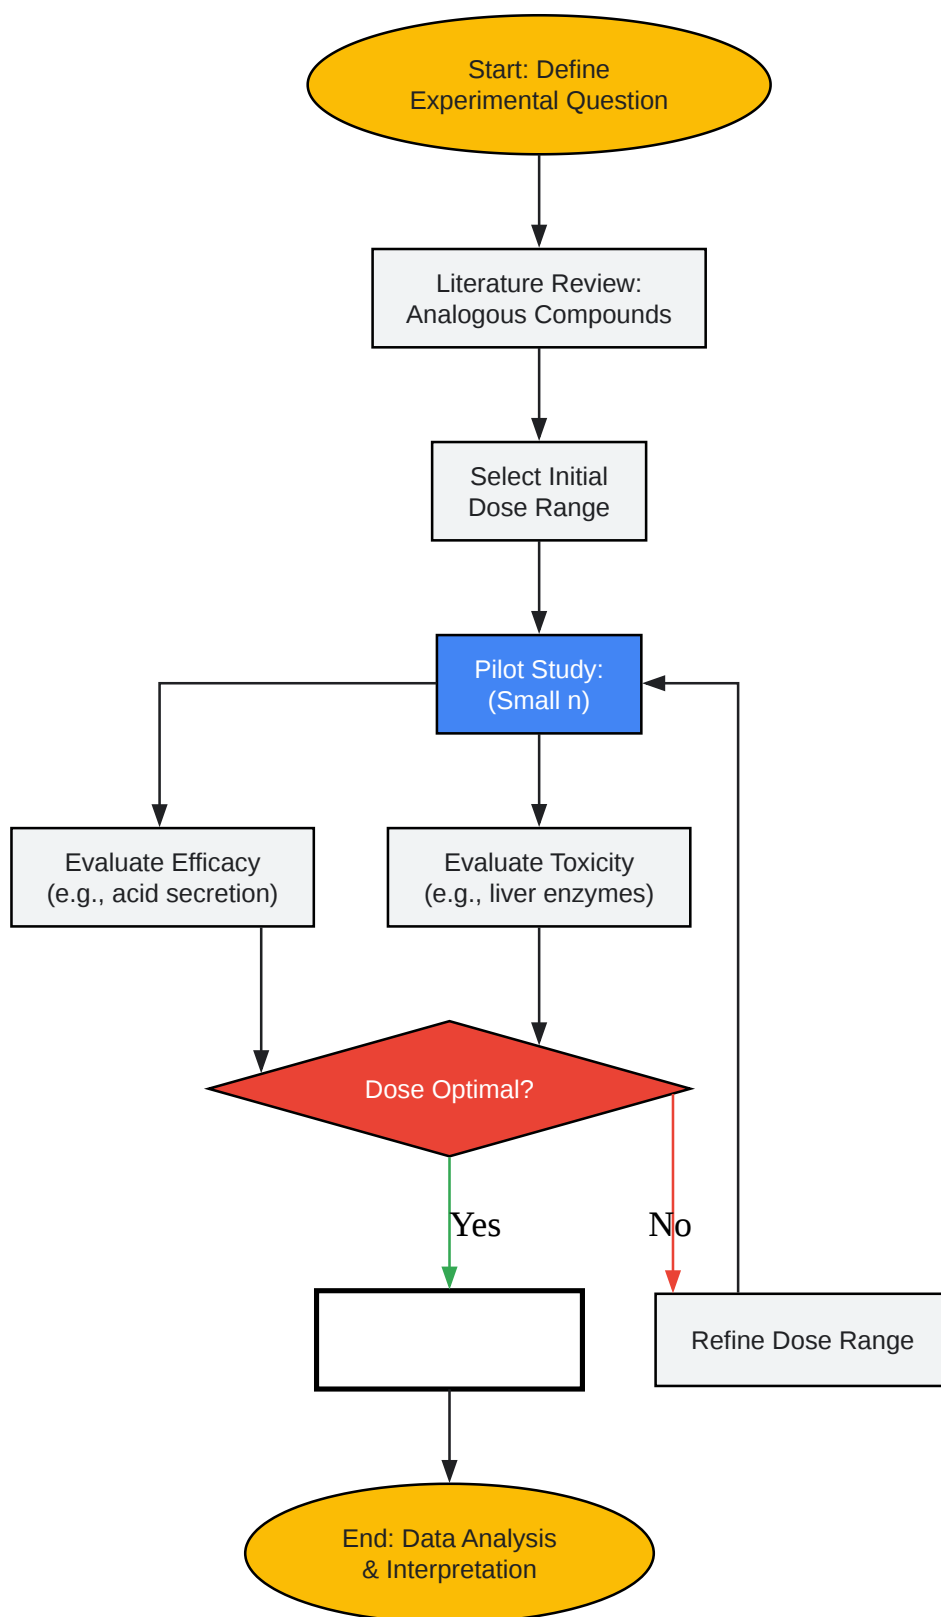 Start: Define
Experimental Question
Literature Review:
Analogous Compounds
Select Initial
Dose Range
Pilot Study:
(Small n)
Evaluate Efficacy
(e.g., acid secretion)
Evaluate Toxicity
(e.g., liver enzymes)
Dose Optimal?
Yes
No
Refine Dose Range
End: Data Analysis
& Interpretation